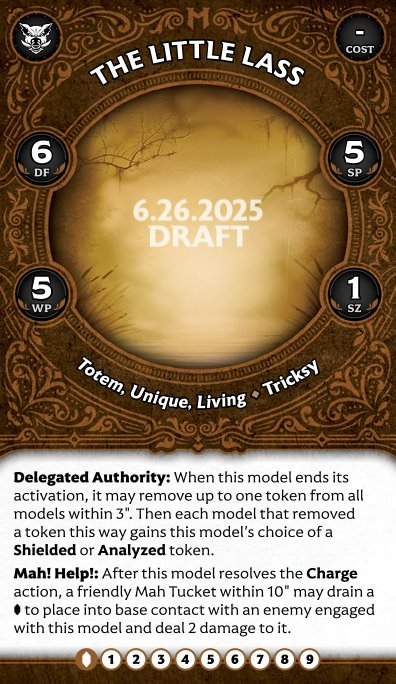 THE LITTLE LASS
-
COST
6
DF
5
SP
6.26.2025
DRAFT
5
WP
1
SZ
Totem, Unique, Living ◆ Tricksy
Delegated Authority: When this model ends its
activation, it may remove up to one token from all
models within 3". Then each model that removed
a token this way gains this model's choice of a
Shielded or Analyzed token.
Mah! Help!: After this model resolves the Charge
action, a friendly Mah Tucket within 10" may drain a
to place into base contact with an enemy engaged
with this model and deal 2 damage to it.
1 2 3 4 5 6 7 8 9